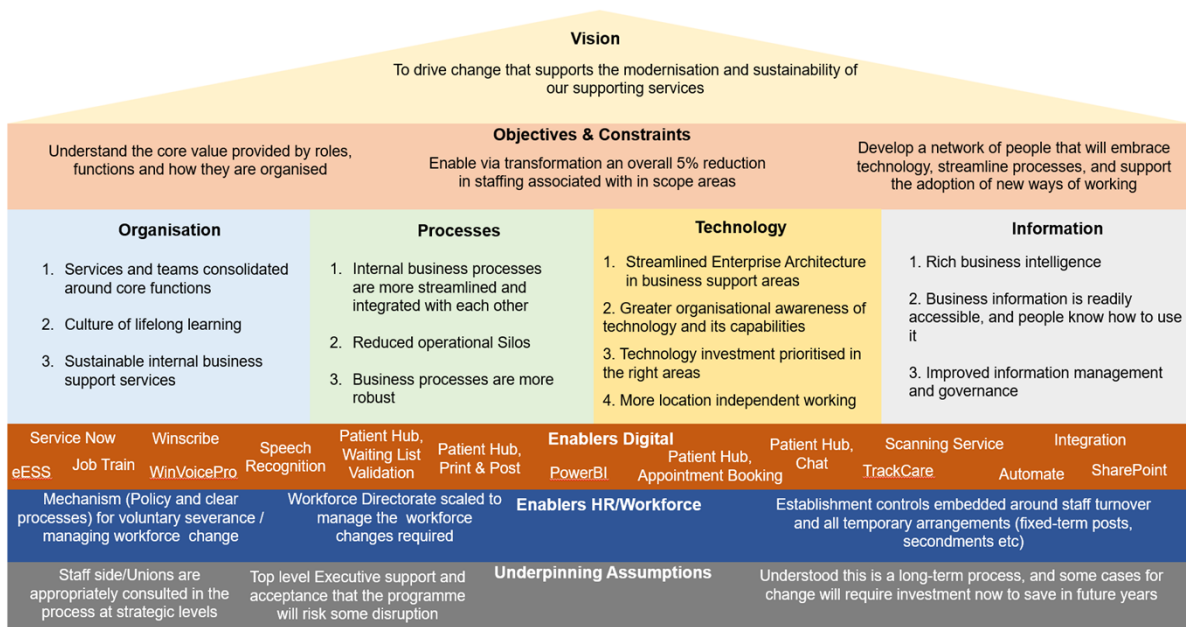 Vision
To drive change that supports the modernisation and sustainability of
our supporting services
Objectives & Constraints
Understand the core value provided by roles,
functions and how they are organised
Enable via transformation an overall 5% reduction
in staffing associated with in scope areas
Develop a network of people that will embrace
technology, streamline processes, and support
the adoption of new ways of working
Organisation
1. Services and teams consolidated
around core functions
2. Culture of lifelong learning
3. Sustainable internal business
support services
Processes
1. Internal business processes
are more streamlined and
integrated with each other
2. Reduced operational Silos
3. Business processes are more
robust
Technology
1. Streamlined Enterprise Architecture
in business support areas
2. Greater organisational awareness of
technology and its capabilities
3. Technology investment prioritised in
the right areas
4. More location independent working
Information
1. Rich business intelligence
2. Business information is readily
accessible, and people know how to use
it
3. Improved information management
and governance
Enablers Digital
Service Now
eESS
Job Train
Winscribe
WinVoicePro
Speech
Recognition
Patient Hub,
Waiting List
Validation
Patient Hub,
Print & Post
PowerBI
Patient Hub,
Appointment Booking
Patient Hub,
Chat
Scanning Service
TrackCare
Integration
Automate
SharePoint
Enablers HR/Workforce
Mechanism (Policy and clear
processes) for voluntary severance /
managing workforce change
Workforce Directorate scaled to
manage the workforce
changes required
Establishment controls embedded around staff turnover
and all temporary arrangements (fixed-term posts,
secondments etc)
Underpinning Assumptions
Staff side/Unions are
appropriately consulted in the
process at strategic levels
Top level Executive support and
acceptance that the programme
will risk some disruption
Understood this is a long-term process, and some cases for
change will require investment now to save in future years